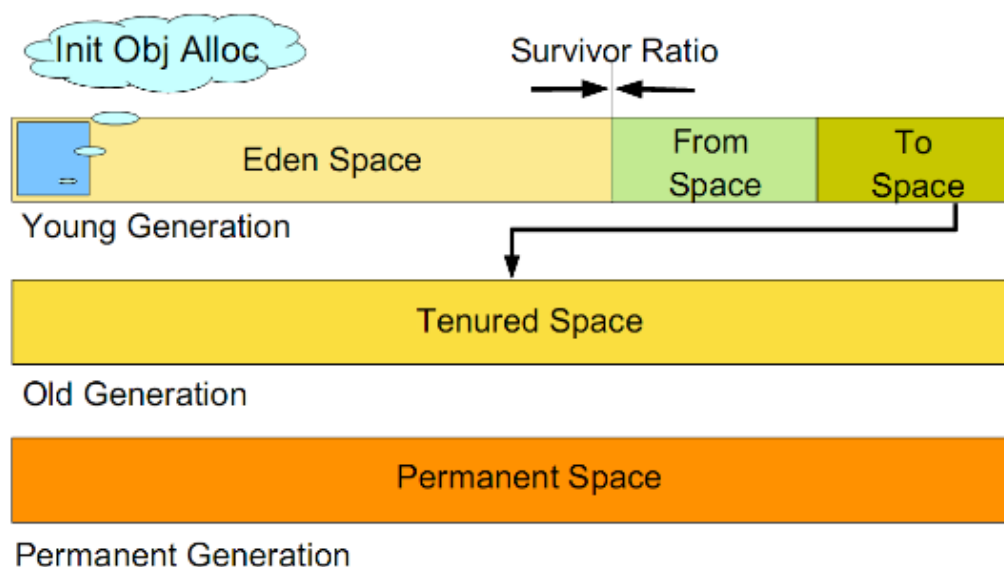 Init Obj Alloc
Survivor Ratio
Eden Space
From
Space
To
Space
Young Generation
Tenured Space
Old Generation
Permanent Space
Permanent Generation